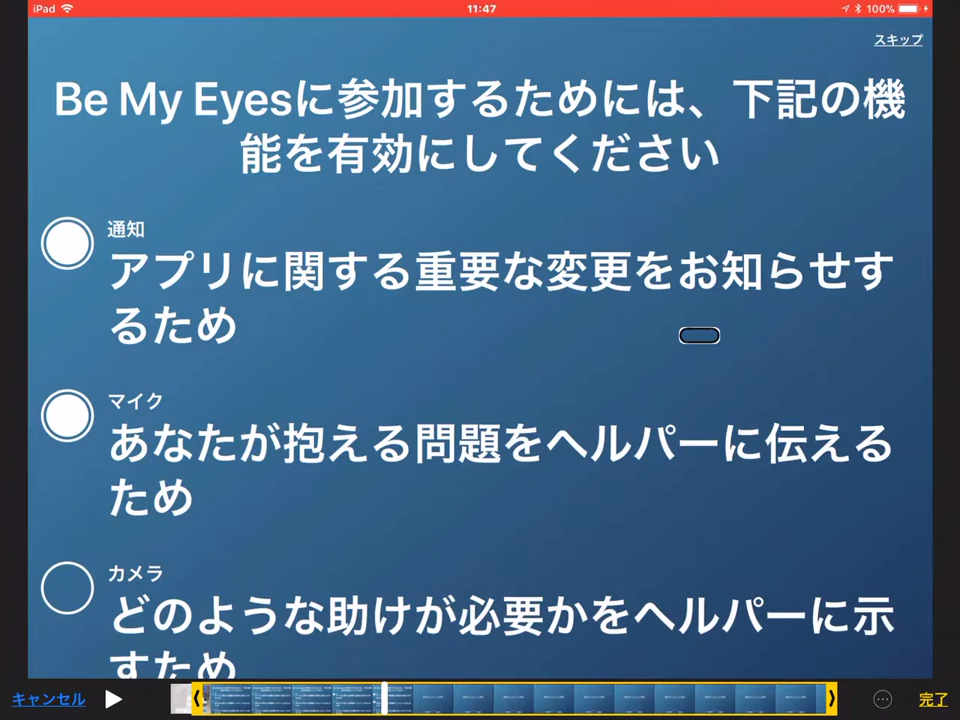 iPad 11:47 100%
スキップ
Be My Eyesに参加するためには、下記の機
能を有効にしてください
通知
アプリに関する重要な変更をお知らせす
るため
マイク
あなたが抱える問題をヘルパーに伝える
ため
カメラ
どのような助けが必要かをヘルパーに示
すため
キャンセル 完了